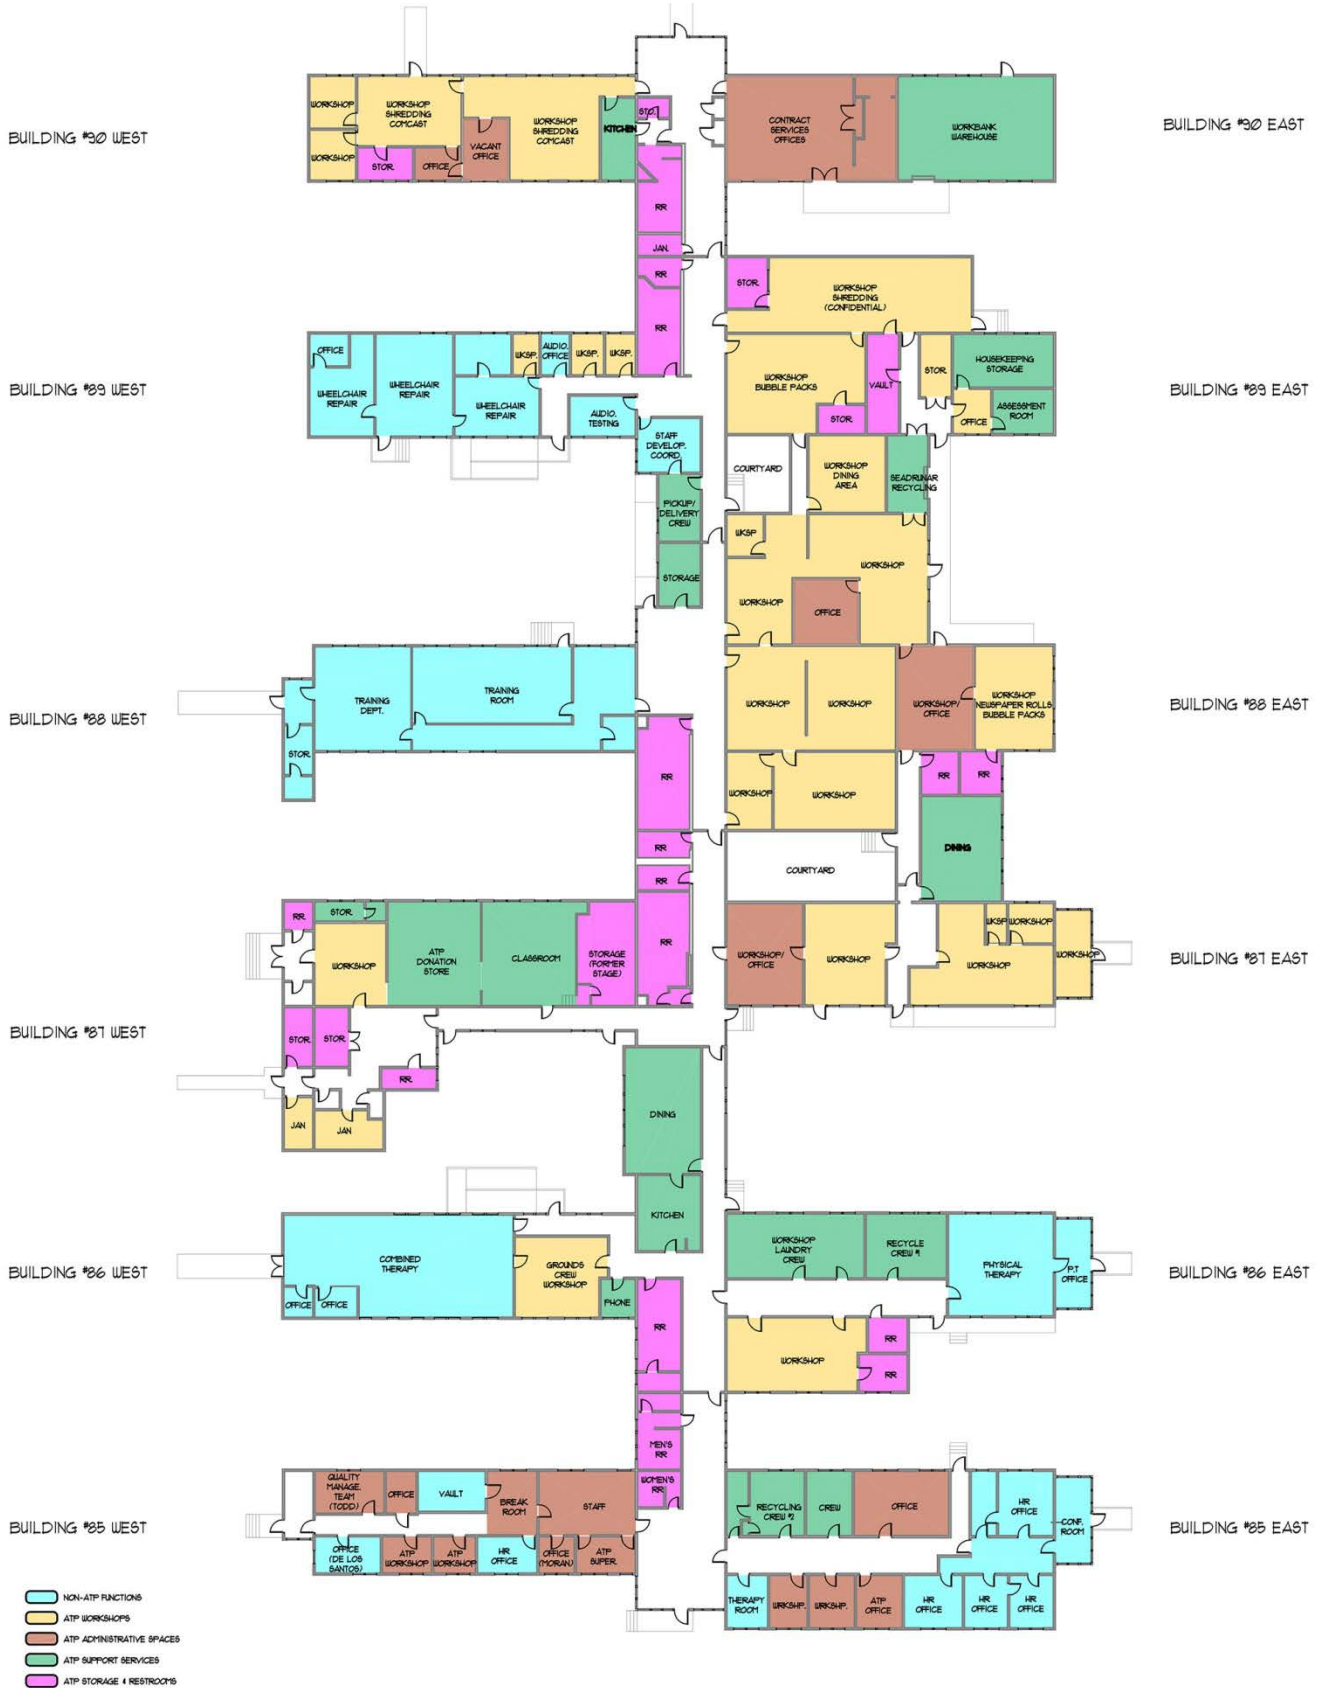 BUILDING #90 WEST
WORKSHOP
WORKSHOP
SHREDDING
COMCAST
WORKSHOP
STOR.
OFFICE
VACANT
OFFICE
WORKSHOP
SHREDDING
COMCAST
KITCHEN
STO.
RR
JAN.
CONTRACT
SERVICES
OFFICES
WORKBANK
WAREHOUSE
BUILDING #90 EAST
BUILDING #89 WEST
OFFICE
WHEELCHAIR
REPAIR
WHEELCHAIR
REPAIR
WHEELCHAIR
REPAIR
WKSP.
AUDIO.
OFFICE
WKSP.
WKSP.
AUDIO.
TESTING
RR
RR
STAFF
DEVELOP.
COORD.
PICKUP/
DELIVERY
CREW
STORAGE
STOR.
WORKSHOP
SHREDDING
(CONFIDENTIAL)
WORKSHOP
BUBBLE PACKS
STOR.
VAULT
STOR.
HOUSEKEEPING
STORAGE
OFFICE
ASSESSMENT
ROOM
BUILDING #89 EAST
COURTYARD
WORKSHOP
DINING
AREA
SEADRUNAR
RECYCLING
WKSP
WORKSHOP
WORKSHOP
OFFICE
BUILDING #88 WEST
STOR.
TRAINING
DEPT.
TRAINING
ROOM
RR
RR
WORKSHOP
WORKSHOP
WORKSHOP/
OFFICE
WORKSHOP
NEWSPAPER ROLLS
BUBBLE PACKS
BUILDING #88 EAST
WORKSHOP
WORKSHOP
RR
RR
DINING
COURTYARD
RR
RR
RR
STOR.
WORKSHOP
ATP
DONATION
STORE
CLASSROOM
STORAGE
(FORMER
STAGE)
WORKSHOP/
OFFICE
WORKSHOP
WKSP
WORKSHOP
WORKSHOP
WORKSHOP
BUILDING #87 EAST
BUILDING #87 WEST
STOR.
STOR.
RR.
JAN
JAN
DINING
KITCHEN
BUILDING #86 WEST
COMBINED
THERAPY
OFFICE
OFFICE
GROUNDS
CREW
WORKSHOP
PHONE
RR
WORKSHOP
LAUNDRY
CREW
RECYCLE
CREW #1
PHYSICAL
THERAPY
P.T
OFFICE
BUILDING #86 EAST
WORKSHOP
RR
RR
MEN'S
RR
WOMEN'S
RR
BUILDING #85 WEST
QUALITY
MANAGE.
TEAM
(TODD)
OFFICE
VAULT
BREAK
ROOM
STAFF
OFFICE
(DE LOS
SANTOS)
ATP
WORKSHOP
ATP
WORKSHOP
HR
OFFICE
OFFICE
(MORAN)
ATP
SUPER.
RECYCLING
CREW #2
CREW
OFFICE
HR
OFFICE
CONF.
ROOM
BUILDING #85 EAST
THERAPY
ROOM
WRKSHP.
WRKSHP.
ATP
OFFICE
HR
OFFICE
HR
OFFICE
HR
OFFICE
NON-ATP FUNCTIONS
ATP WORKSHOPS
ATP ADMINISTRATIVE SPACES
ATP SUPPORT SERVICES
ATP STORAGE & RESTROOMS